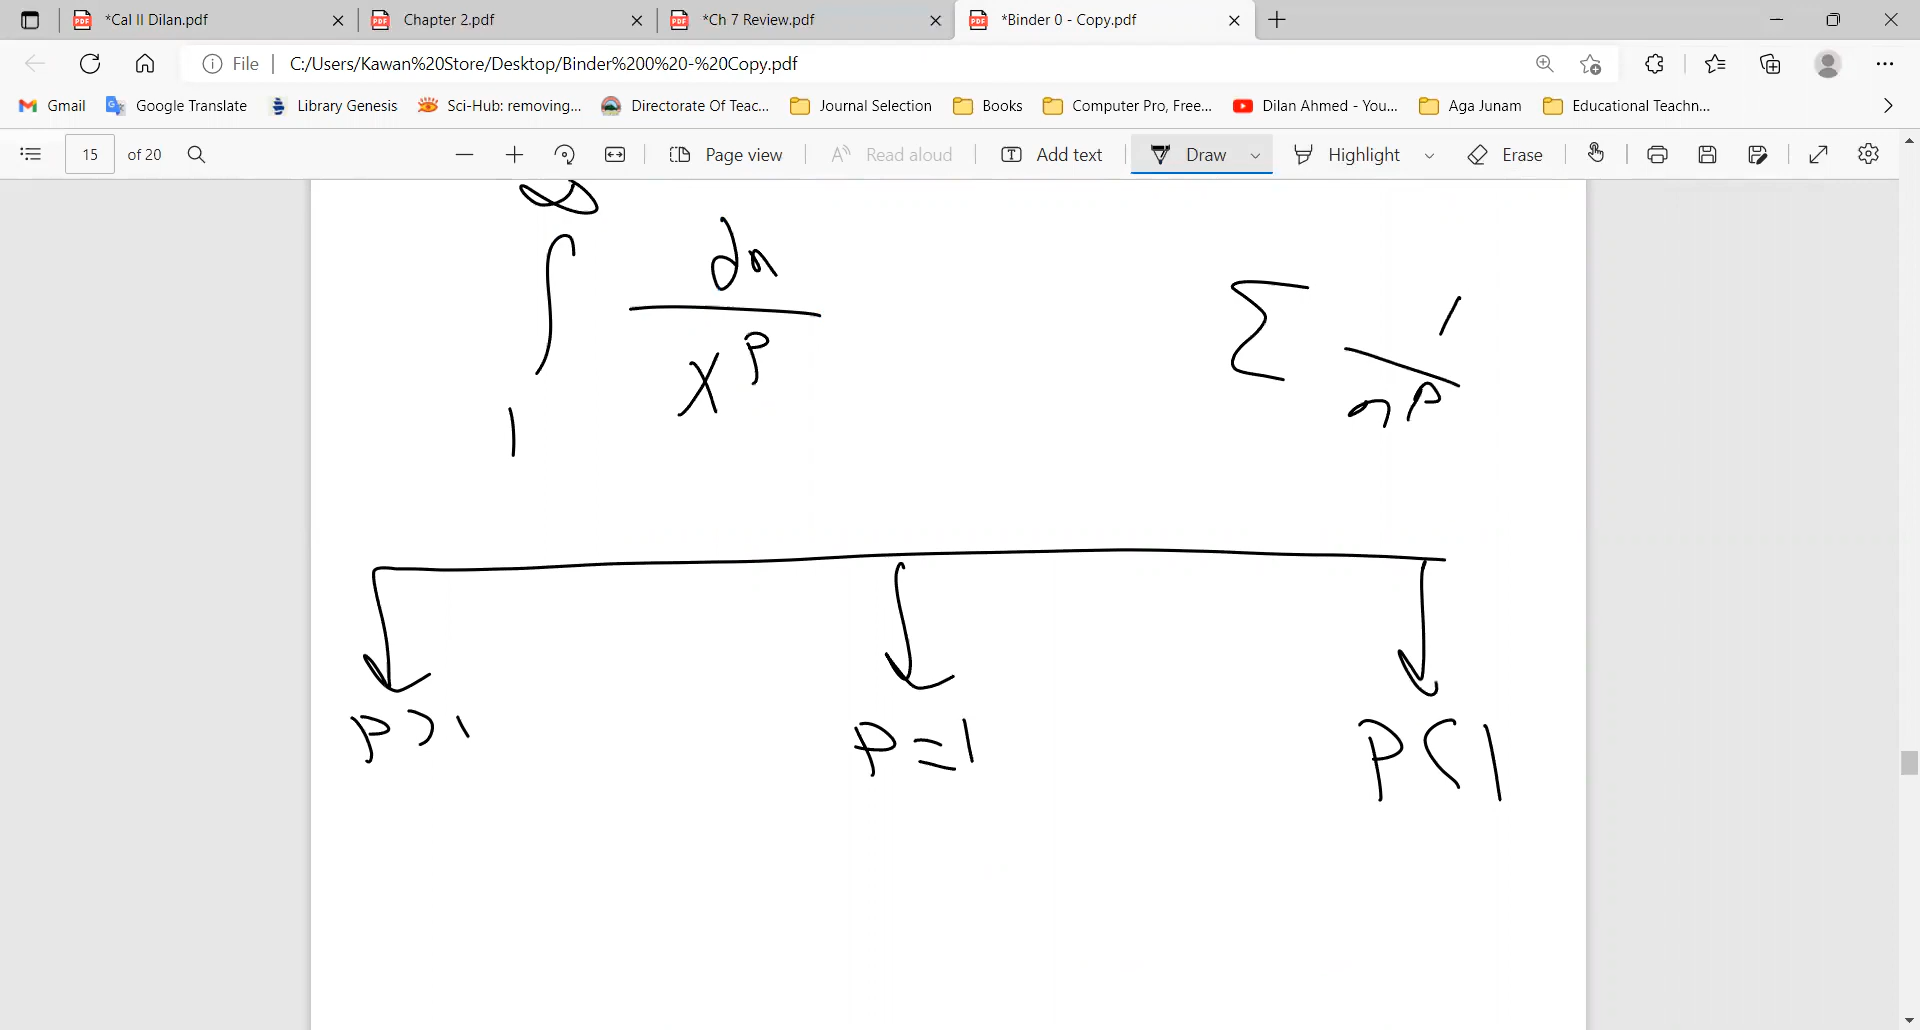 *Cal II Dilan.pdf Chapter 2.pdf *Ch 7 Review.pdf *Binder 0 - Copy.pdf
File C:/Users/Kawan%20Store/Desktop/Binder%200%20-%20Copy.pdf
Gmail Google Translate Library Genesis Sci-Hub: removing... Directorate Of Teac... Journal Selection Books Computer Pro, Free... Dilan Ahmed - You... Aga Junam Educational Teachn...
15 of 20 Page view Read aloud Add text Draw Highlight Erase
∞
∫ dx Σ 1
x^p n^p
1
P > 1 P = 1 P < 1